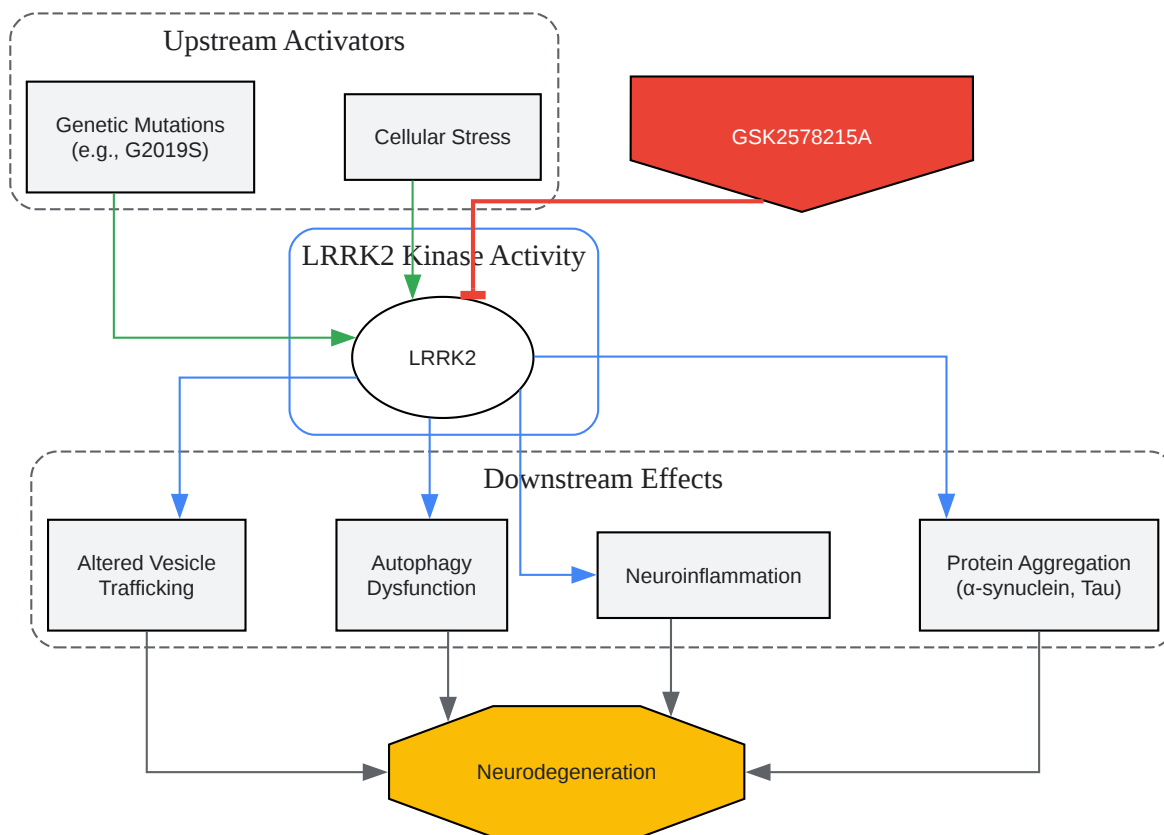 Upstream Activators
Genetic Mutations
(e.g., G2019S)
Cellular Stress
GSK2578215A
LRRK2 Kinase Activity
LRRK2
Downstream Effects
Altered Vesicle
Trafficking
Autophagy
Dysfunction
Neuroinflammation
Protein Aggregation
(α-synuclein, Tau)
Neurodegeneration